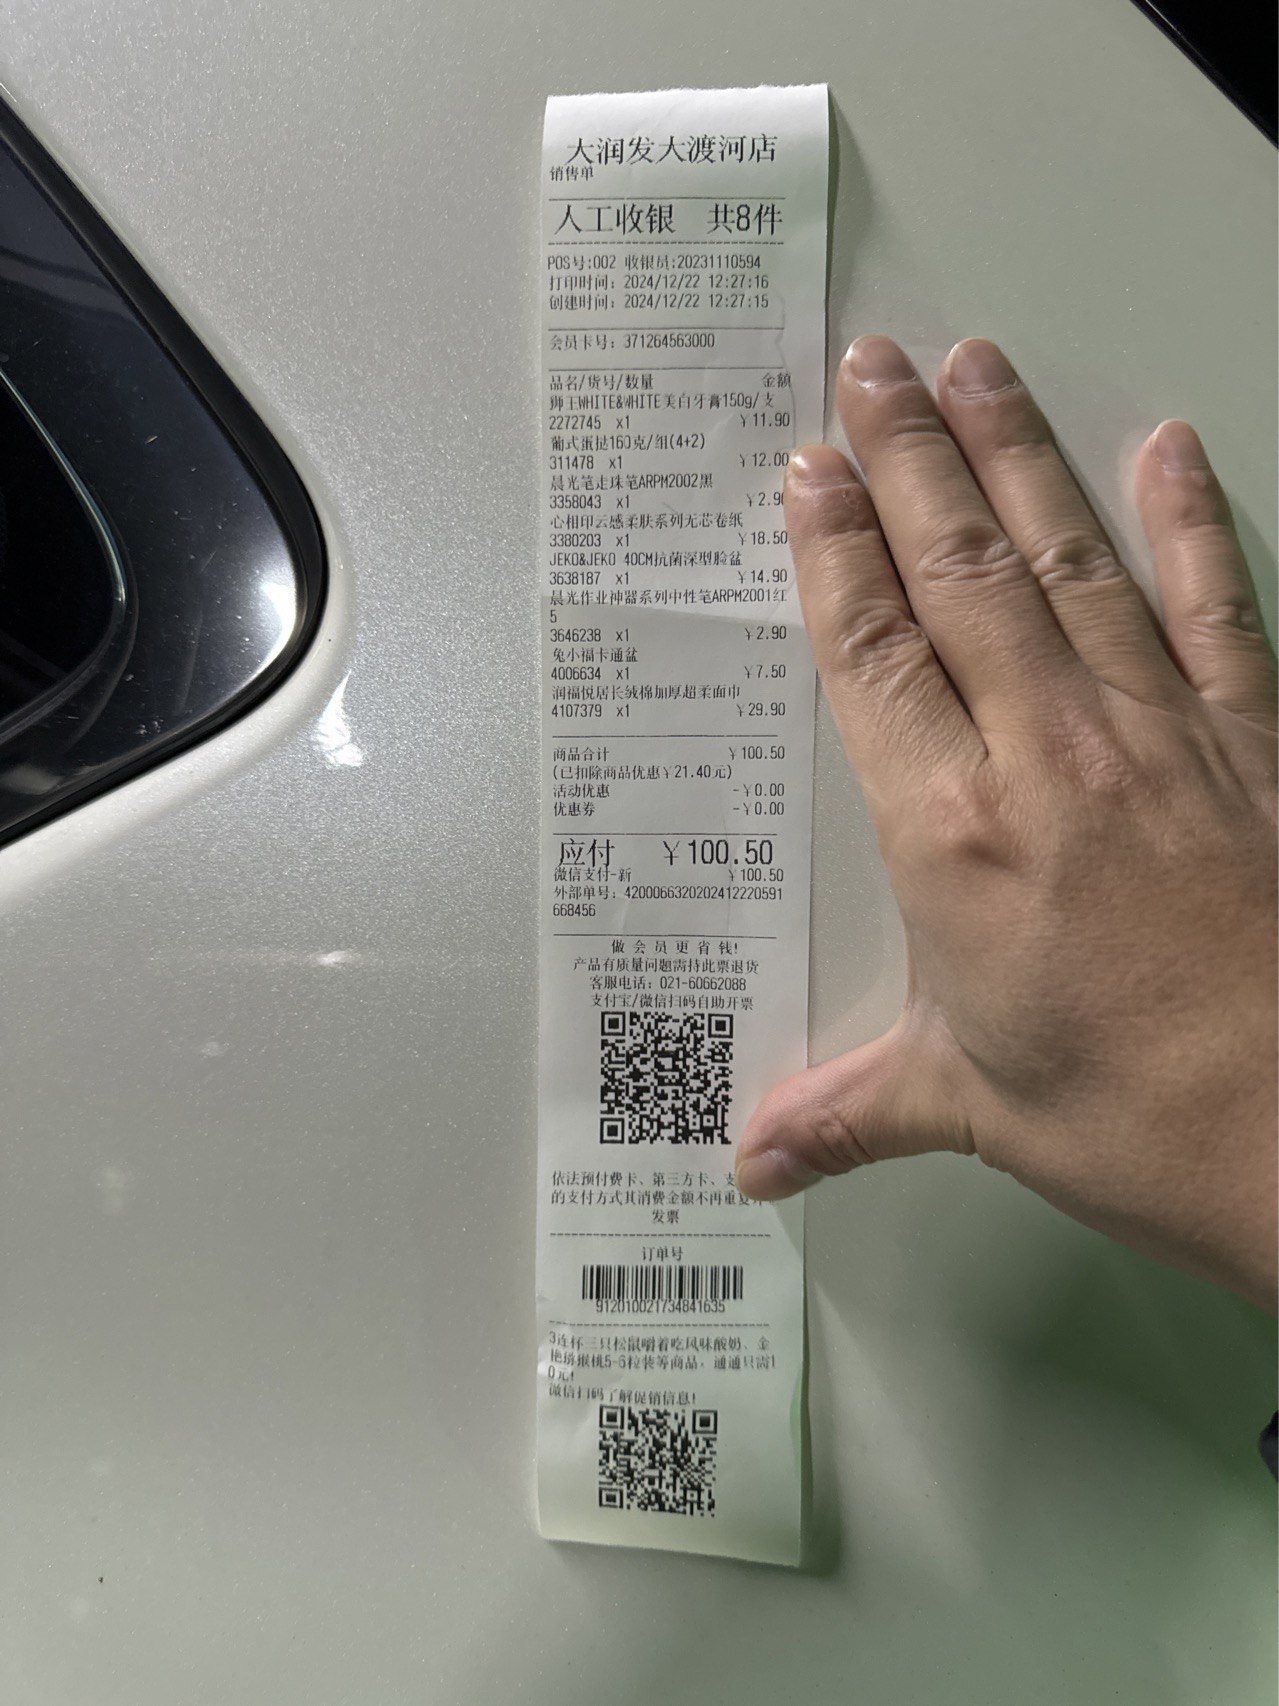 大润发大渡河店
销售单
人工收银 共8件
POS号:002 收银员:20231110594
打印时间: 2024/12/22 12:27:16
创建时间: 2024/12/22 12:27:15
会员卡号: 371264563000
品名/货号/数量 金额
狮王WHITE&WHITE美白牙膏150g/支
2272745 x1 ¥11.90
葡式蛋挞160克/组(4+2)
311478 x1 ¥12.00
晨光笔走珠笔ARPM2002黑
3358043 x1 ¥2.90
心相印云感柔肤系列无芯卷纸
3380203 x1 ¥18.50
JEKO&JEKO 40CM抗菌深型脸盆
3638187 x1 ¥14.90
晨光作业神器系列中性笔ARPM2001红
5
3646238 x1 ¥2.90
兔小福卡通盆
4006634 x1 ¥7.50
润福悦居长绒棉加厚超柔面巾
4107379 x1 ¥29.90
商品合计 ¥100.50
(已扣除商品优惠¥21.40元)
活动优惠 -¥0.00
优惠券 -¥0.00
应付 ¥100.50
微信支付-新 ¥100.50
外部单号: 4200066320202412220591
668456
做会员更省钱!
产品有质量问题需持此票退货
客服电话: 021-60662088
支付宝/微信扫码自助开票
依法预付费卡、第三方卡、支
的支付方式其消费金额不再重复开
发票
订单号
912010021734841635
3连杯三只松鼠嚼着吃风味酸奶、金
艳猕猴桃5-6粒装等商品，通通只需1
0元!
微信扫码了解促销信息!